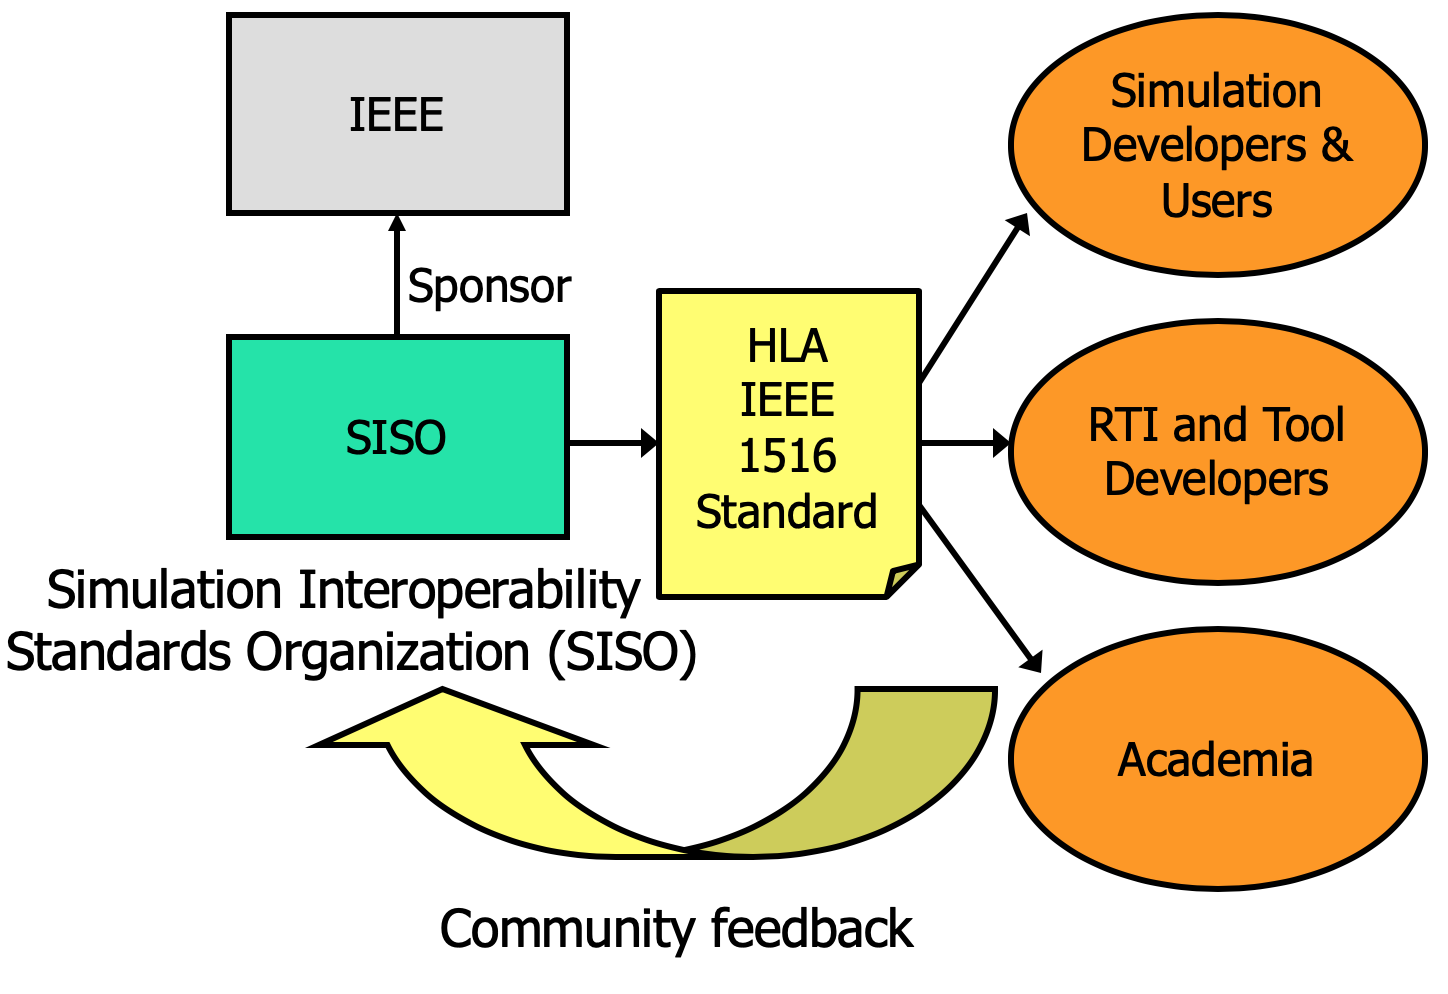 IEEE
Sponsor
SISO
Simulation Interoperability
Standards Organization (SISO)
HLA
IEEE
1516
Standard
Simulation
Developers &
Users
RTI and Tool
Developers
Academia
Community feedback